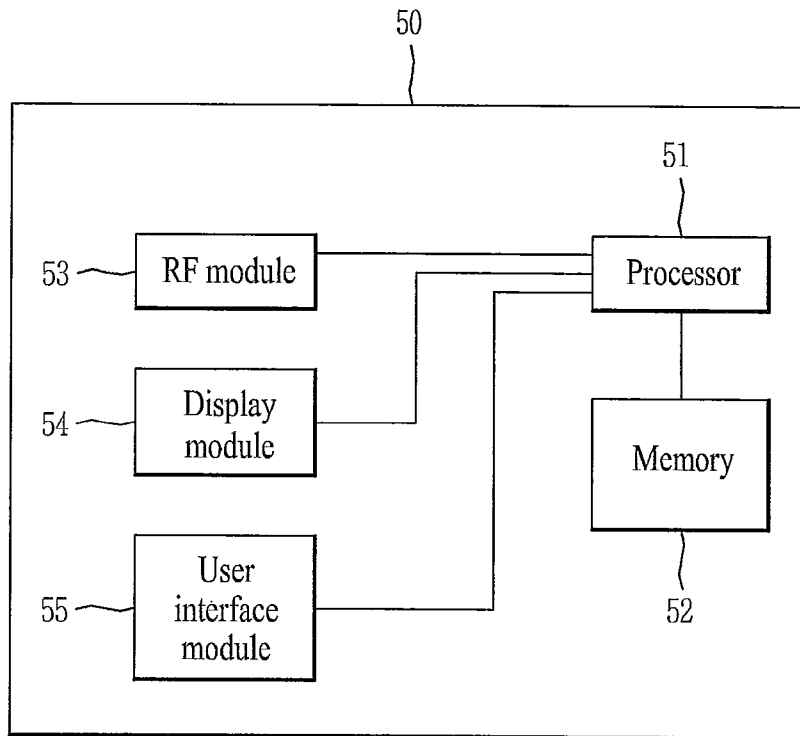 50
51
53
RF module
Processor
54
Display
module
Memory
52
55
User
interface
module